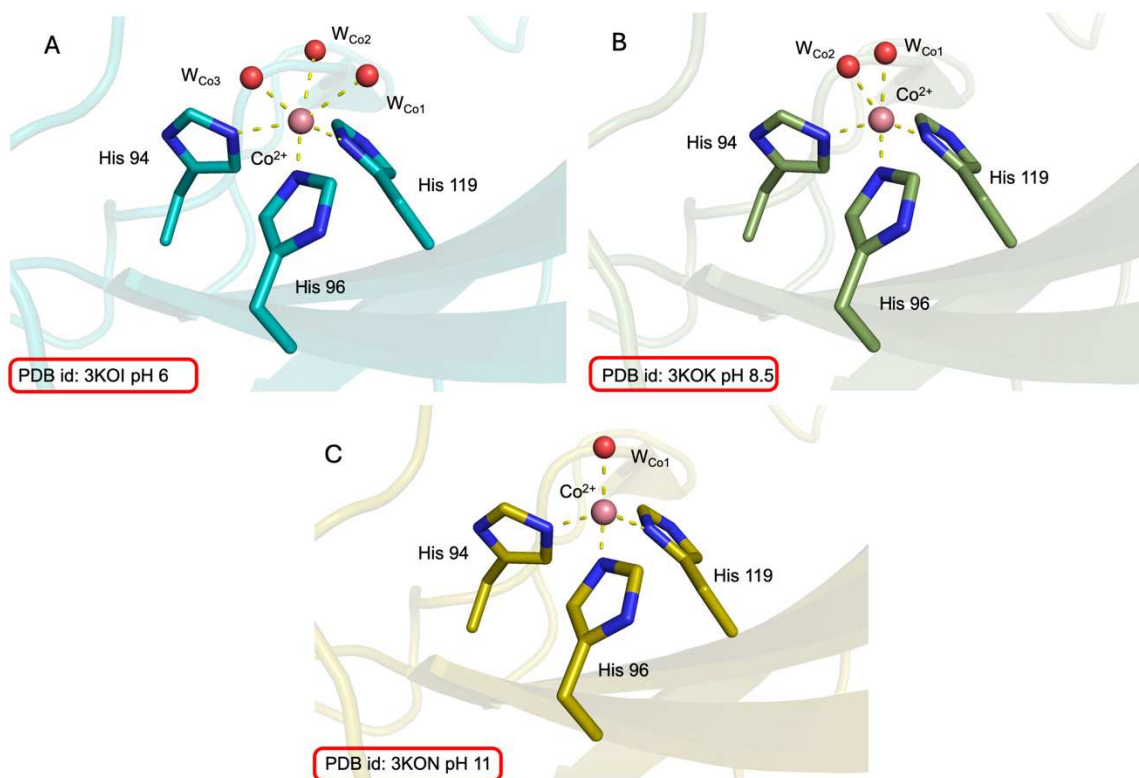 A
W_Co2
W_Co3
W_Co1
His 94
Co²⁺
His 119
His 96
PDB id: 3KOI pH 6
B
W_Co2
W_Co1
Co²⁺
His 94
His 119
His 96
PDB id: 3KOK pH 8.5
C
W_Co1
Co²⁺
His 94
His 119
His 96
PDB id: 3KON pH 11